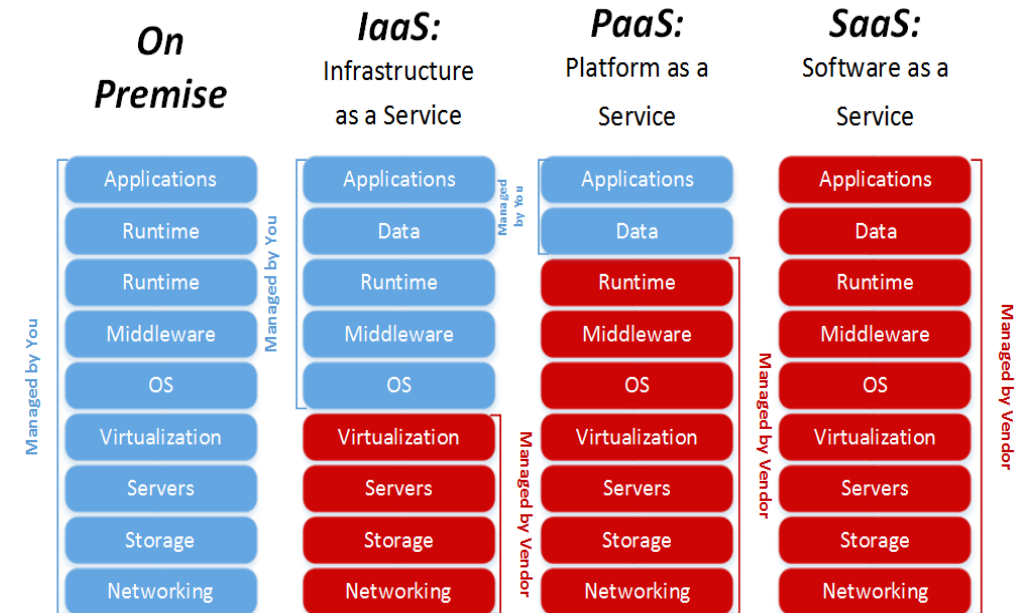 On
Premise
Managed by You
Applications
Runtime
Runtime
Middleware
OS
Virtualization
Servers
Storage
Networking
IaaS:
Infrastructure
as a Service
Managed by You
Applications
Data
Runtime
Middleware
OS
Virtualization
Servers
Storage
Networking
Managed by Vendor
PaaS:
Platform as a
Service
Managed
by You
Applications
Data
Runtime
Middleware
OS
Virtualization
Servers
Storage
Networking
Managed by Vendor
SaaS:
Software as a
Service
Applications
Data
Runtime
Middleware
OS
Virtualization
Servers
Storage
Networking
Managed by Vendor